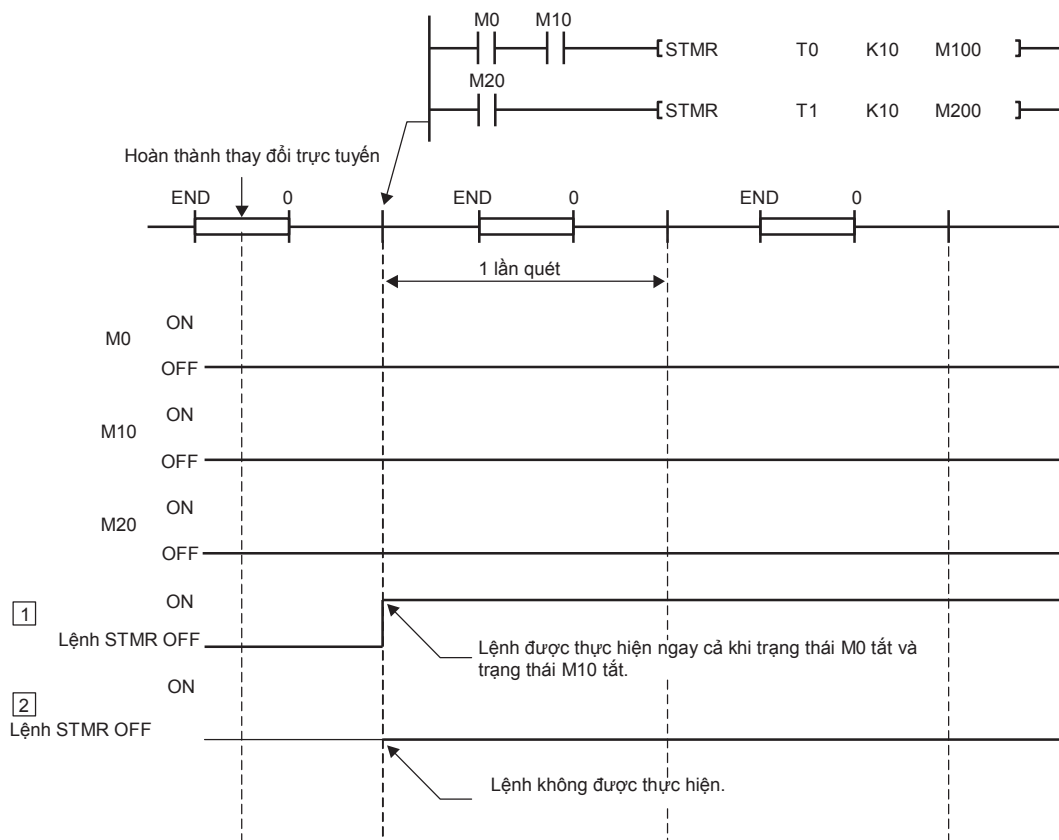 M0 M10
STMR T0 K10 M100
M20
STMR T1 K10 M200
Hoàn thành thay đổi trực tuyến
END 0 END 0 END 0
1 lần quét
ON
M0
OFF
ON
M10
OFF
ON
M20
OFF
ON
1
Lệnh STMR OFF
Lệnh được thực hiện ngay cả khi trạng thái M0 tắt và
trạng thái M10 tắt.
ON
2
Lệnh STMR OFF
Lệnh không được thực hiện.